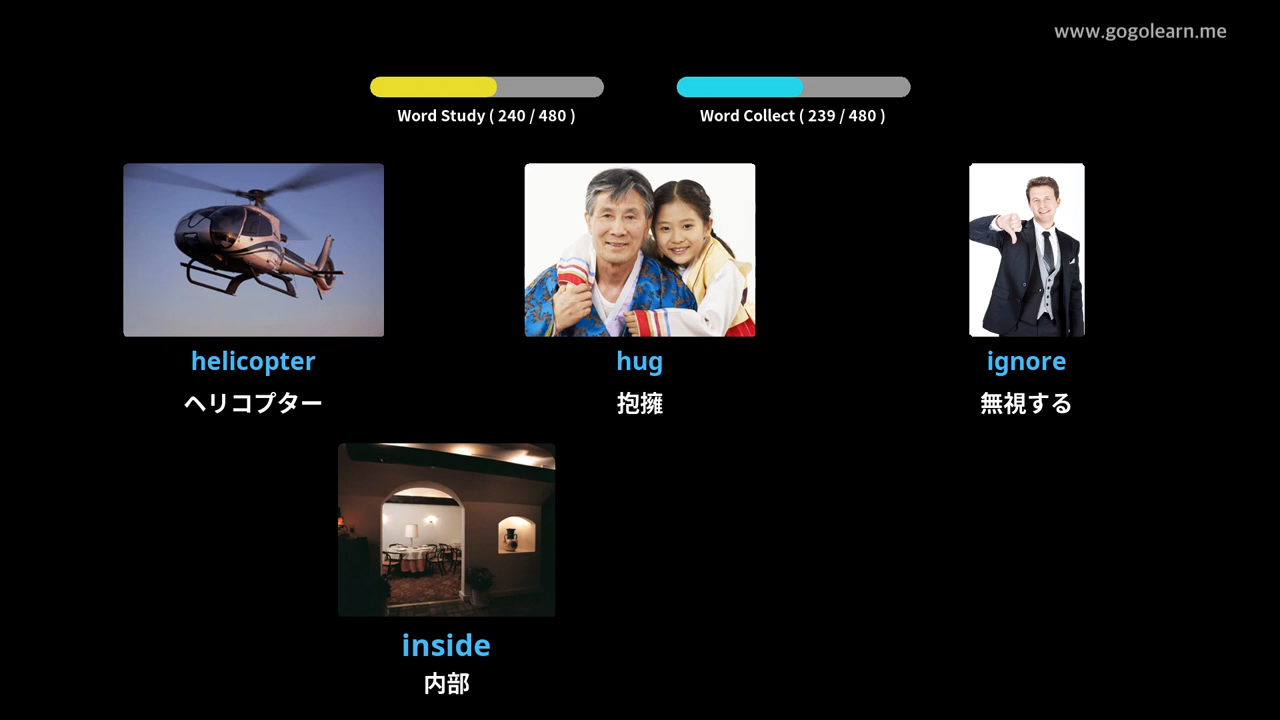 www.gogolearn.me
Word Study ( 240 / 480 )
Word Collect ( 239 / 480 )
helicopter
ヘリコプター
hug
抱擁
ignore
無視する
inside
内部